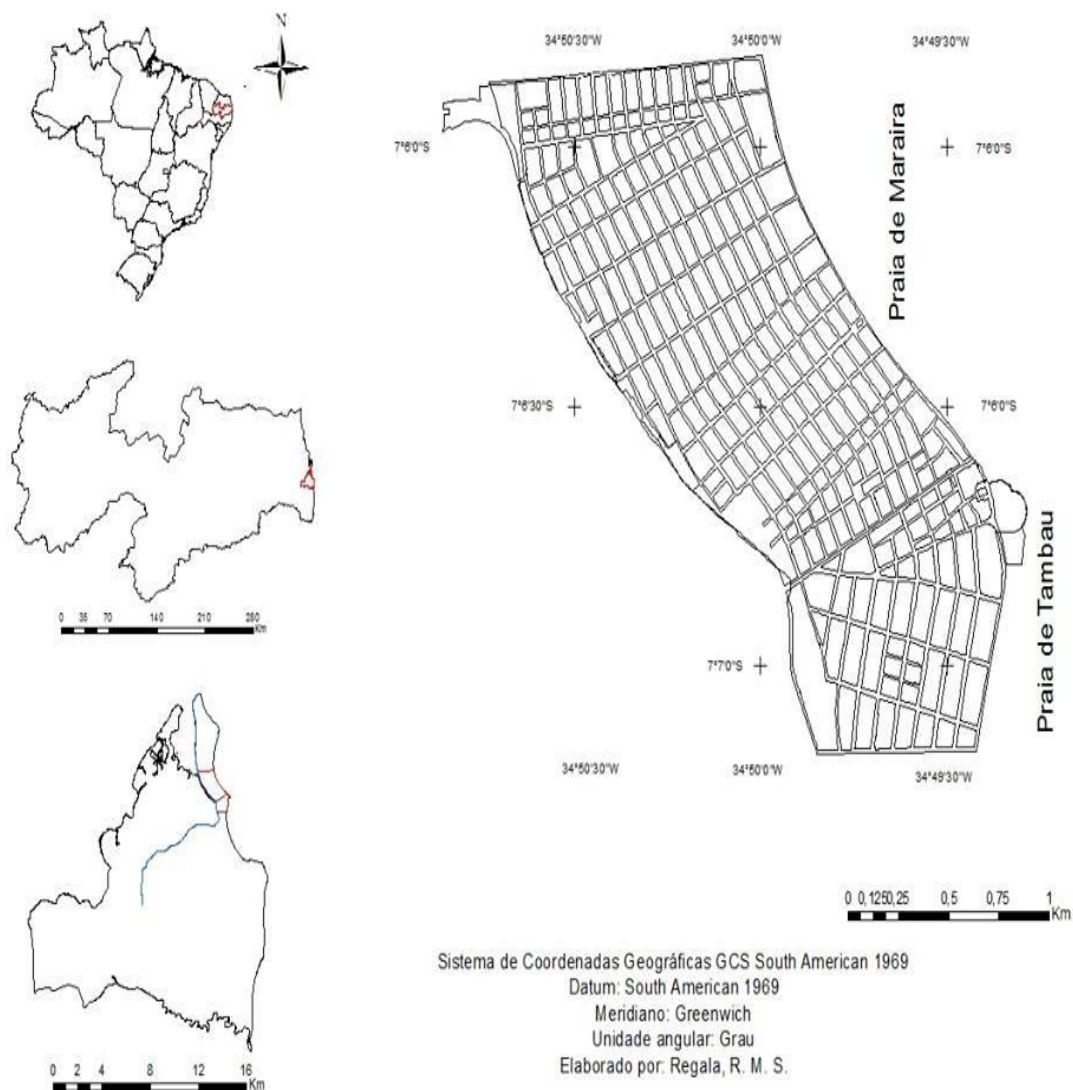 N
34°50'30"W
34°50'0"W
34°49'30"W
7°6'0"S
7°6'0"S
Praia de Maraira
7°6'30"S
7°6'0"S
Praia de Tambau
0 35 70 140 210 280
Km
7°7'0"S
34°50'30"W
34°50'0"W
34°49'30"W
0 0,125 0,25 0,5 0,75 1
Km
Sistema de Coordenadas Geográficas GCS South American 1969
Datum: South American 1969
Meridiano: Greenwich
Unidade angular: Grau
Elaborado por: Regala, R. M. S.
0 2 4 8 12 16
Km